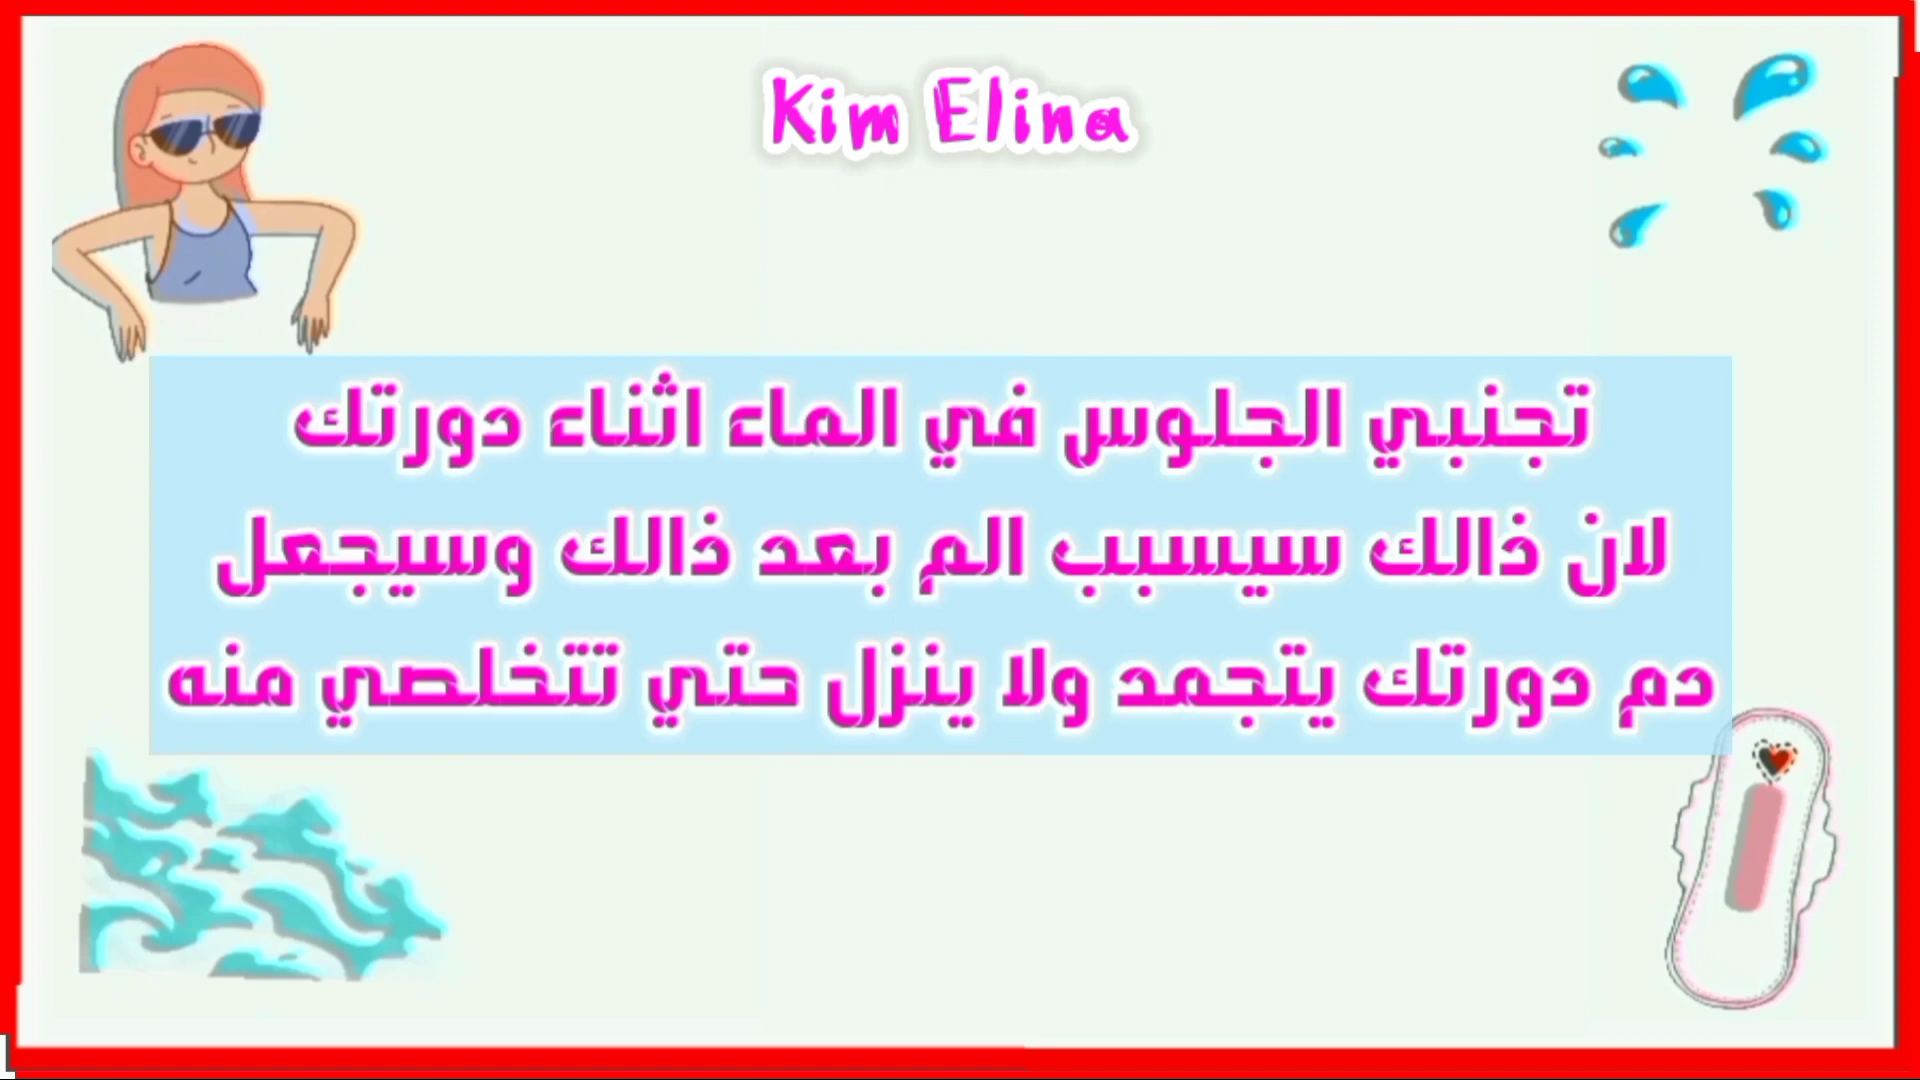 Kim Elina
تجنبي الجلوس في الماء اثناء دورتك
لان ذالك سيسبب الم بعد ذالك وسيجعل
دم دورتك يتجمد ولا ينزل حتي تتخلصي منه